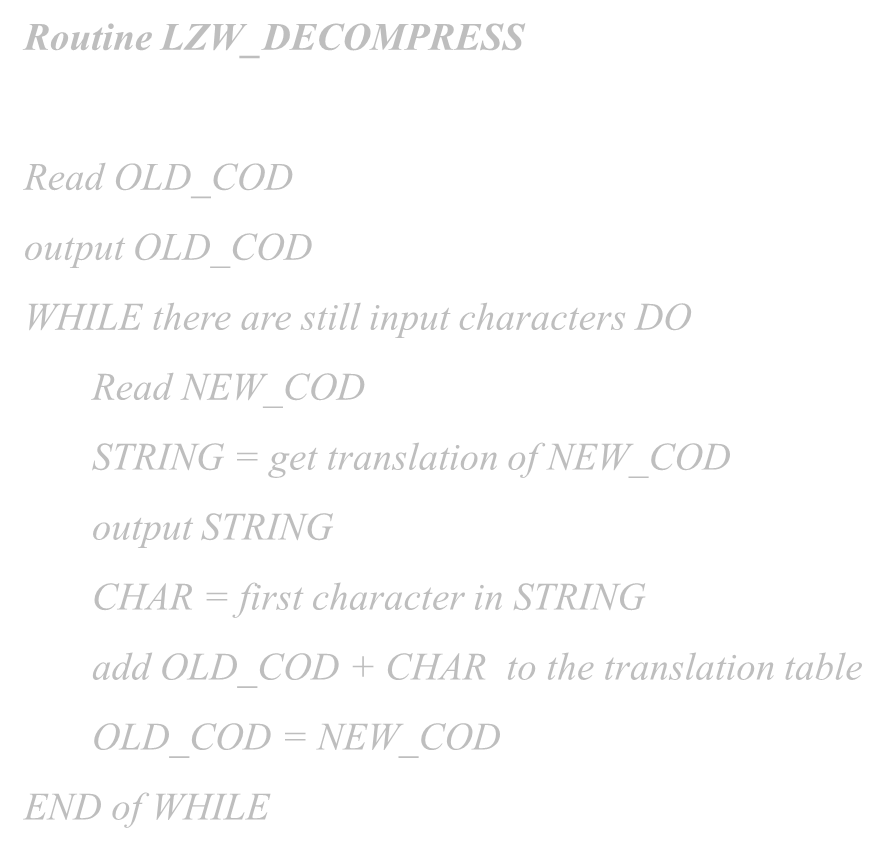 Routine LZW_DECOMPRESS
Read OLD_COD
output OLD_COD
WHILE there are still input characters DO
Read NEW_COD
STRING = get translation of NEW_COD
output STRING
CHAR = first character in STRING
add OLD_COD + CHAR to the translation table
OLD_COD = NEW_COD
END of WHILE